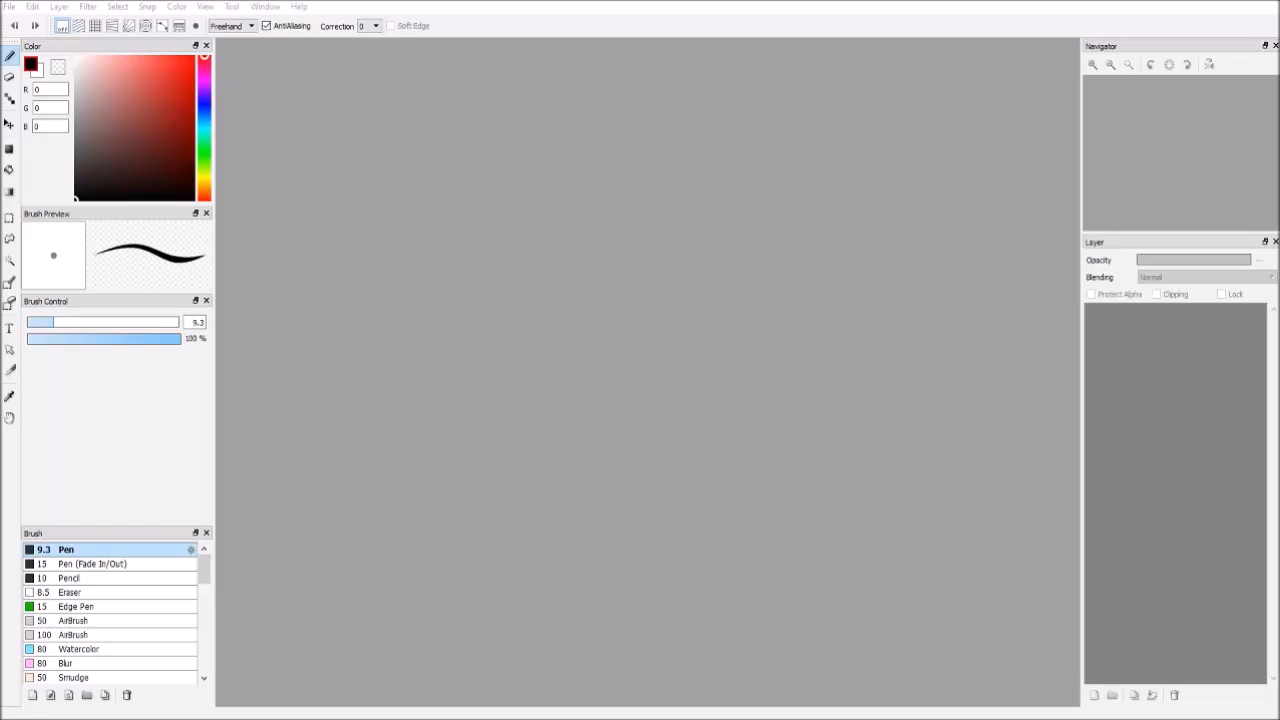 File Edit Layer Filter Select Snap Color View Tool Window Help
off Freehand AntiAliasing Correction 0 Soft Edge
Color
R 0
G 0
B 0
Brush Preview
Brush Control
9.3
100 %
Brush
9.3 Pen
15 Pen (Fade In/Out)
10 Pencil
8.5 Eraser
15 Edge Pen
50 AirBrush
100 AirBrush
80 Watercolor
80 Blur
50 Smudge
T
Navigator
Layer
Opacity
Blending Normal
Protect Alpha Clipping Lock